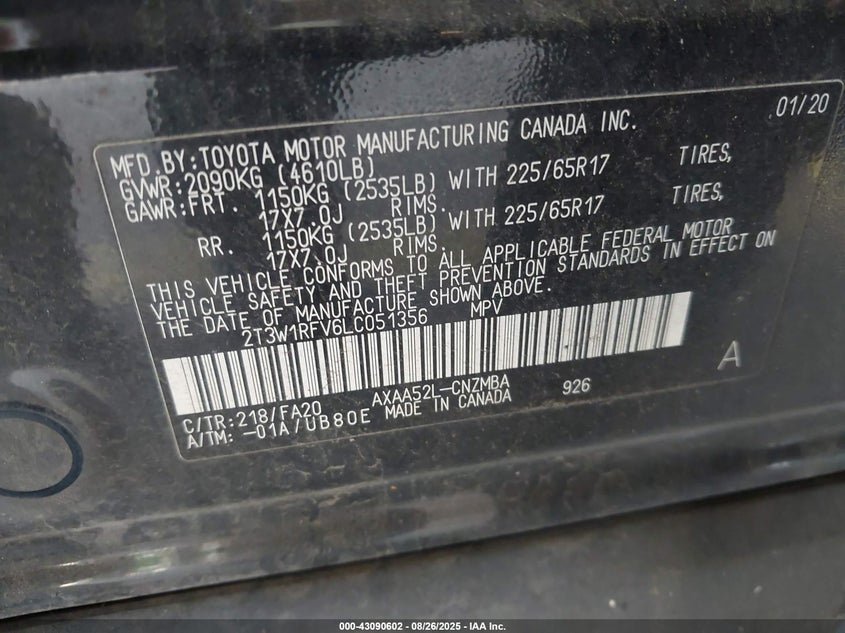 01/20
MFD.BY:TOYOTA MOTOR MANUFACTURING CANADA INC.
GVWR:2090KG (4610LB)
GAWR:FRT. 1150KG (2535LB) WITH 225/65R17 TIRES,
17X7.0J RIMS.
RR. 1150KG (2535LB) WITH 225/65R17 TIRES,
17X7.0J RIMS.
THIS VEHICLE CONFORMS TO ALL APPLICABLE FEDERAL MOTOR
VEHICLE SAFETY AND THEFT PREVENTION STANDARDS IN EFFECT ON
THE DATE OF MANUFACTURE SHOWN ABOVE.
2T3W1RFV6LC051356 MPV
A
C/TR:218/FA20 AXAA52L-CNZMBA 926
A/TM: -01A/UB80E MADE IN CANADA
000-43090602 - 08/26/2025 - IAA Inc.